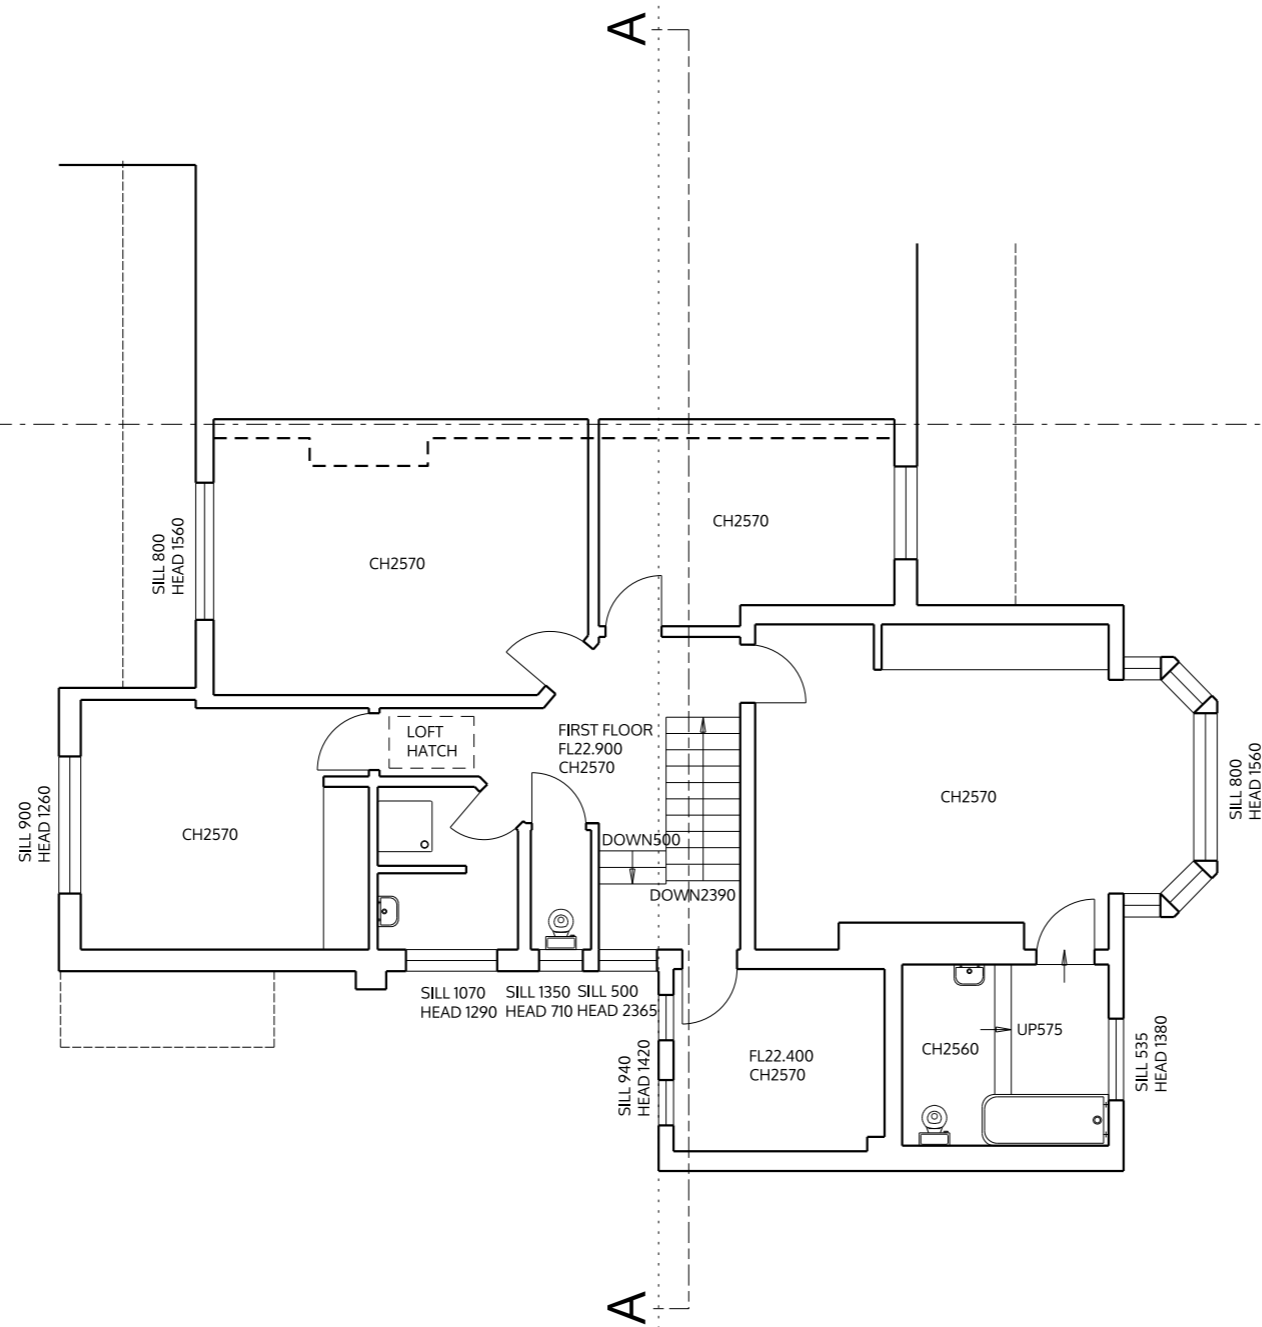 A
CH2570
SILL 800
HEAD 1560
CH2570
LOFT
HATCH
FIRST FLOOR
FL22.900
CH2570
SILL 900
HEAD 1260
CH2570
CH2570
SILL 800
HEAD 1560
DOWN500
DOWN2390
SILL 1070
HEAD 1290
SILL 1350
HEAD 710
SILL 500
HEAD 2365
SILL 940
HEAD 1420
FL22.400
CH2570
CH2560
UP575
SILL 535
HEAD 1380
A